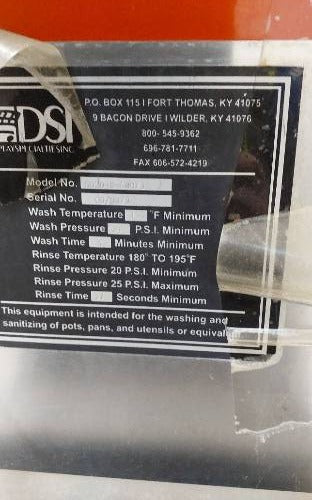 DSI
P.O. BOX 115 I FORT THOMAS, KY 41075
9 BACON DRIVE I WILDER, KY 41076
800- 545-9362
696-781-7711
FAX 606-572-4219
Model No.
Serial No.
Wash Temperature °F Minimum
Wash Pressure P.S.I. Minimum
Wash Time Minutes Minimum
Rinse Temperature 180° TO 195°F
Rinse Pressure 20 P.S.I. Minimum
Rinse Pressure 25 P.S.I. Maximum
Rinse Time Seconds Minimum
This equipment is intended for the washing and
sanitizing of pots, pans, and utensils or